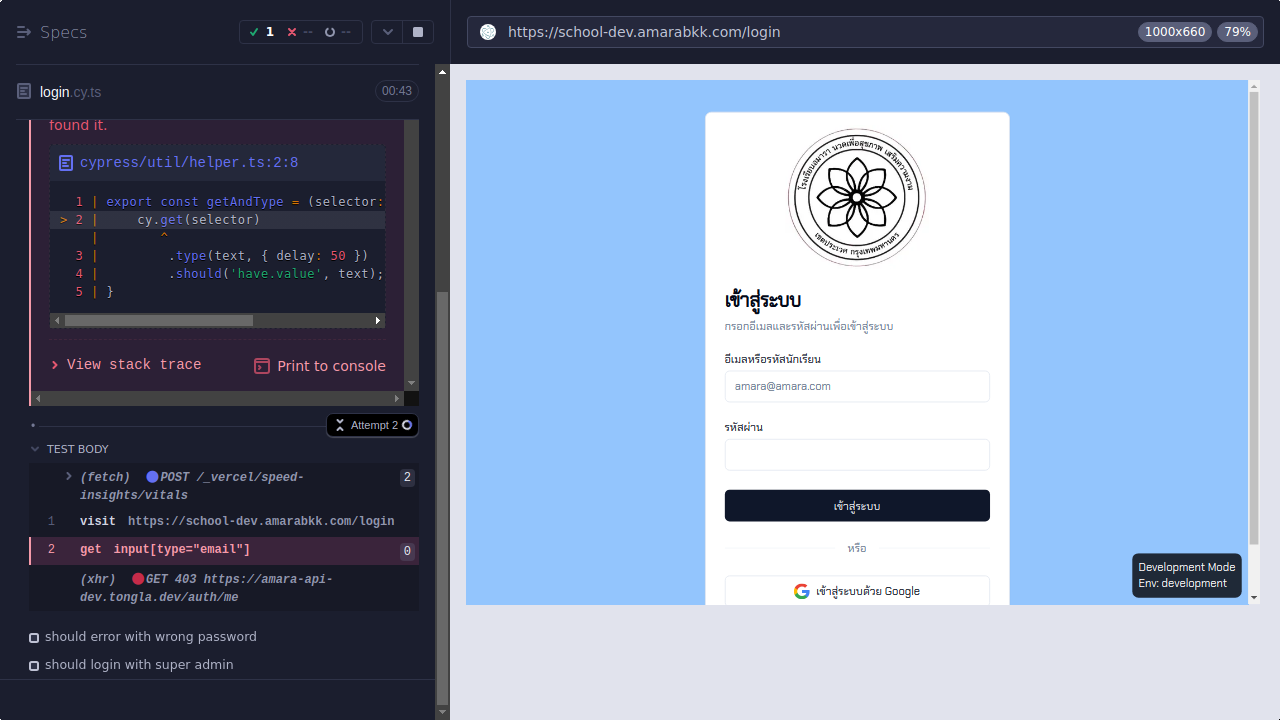 Specs
1
--
--
login.cy.ts
00:43
found it.
cypress/util/helper.ts:2:8
1 | export const getAndType = (selector:
> 2 |     cy.get(selector)
|        ^
3 |         .type(text, { delay: 50 })
4 |         .should('have.value', text);
5 | }
View stack trace
Print to console
Attempt 2
TEST BODY
(fetch) POST /_vercel/speed-insights/vitals
2
1 visit https://school-dev.amarabkk.com/login
2 get input[type="email"]
0
(xhr) GET 403 https://amara-api-dev.tongla.dev/auth/me
should error with wrong password
should login with super admin
https://school-dev.amarabkk.com/login
1000x660
79%
โรงเรียนอมารา นวดเพื่อสุขภาพ เสริมความงาม
เขตประเวศ กรุงเทพมหานคร
เข้าสู่ระบบ
กรอกอีเมลและรหัสผ่านเพื่อเข้าสู่ระบบ
อีเมลหรือรหัสนักเรียน
amara@amara.com
รหัสผ่าน
เข้าสู่ระบบ
หรือ
เข้าสู่ระบบด้วย Google
Development Mode
Env: development